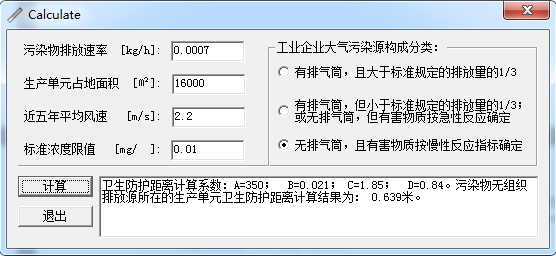 Calculate
污染物排放速率 [kg/h]: 0.0007
生产单元占地面积 [m²]: 16000
近五年平均风速 [m/s]: 2.2
标准浓度限值 [mg/ ]: 0.01
工业企业大气污染源构成分类:
有排气筒，且大于标准规定的排放量的1/3
有排气筒，但小于标准规定的排放量的1/3；
或无排气筒，但有害物质按急性反应确定
无排气筒，且有害物质按慢性反应指标确定
计算
退出
卫生防护距离计算系数：A=350； B=0.021；C=1.85； D=0.84。污染物无组织
排放源所在的生产单元卫生防护距离计算结果为： 0.639米。